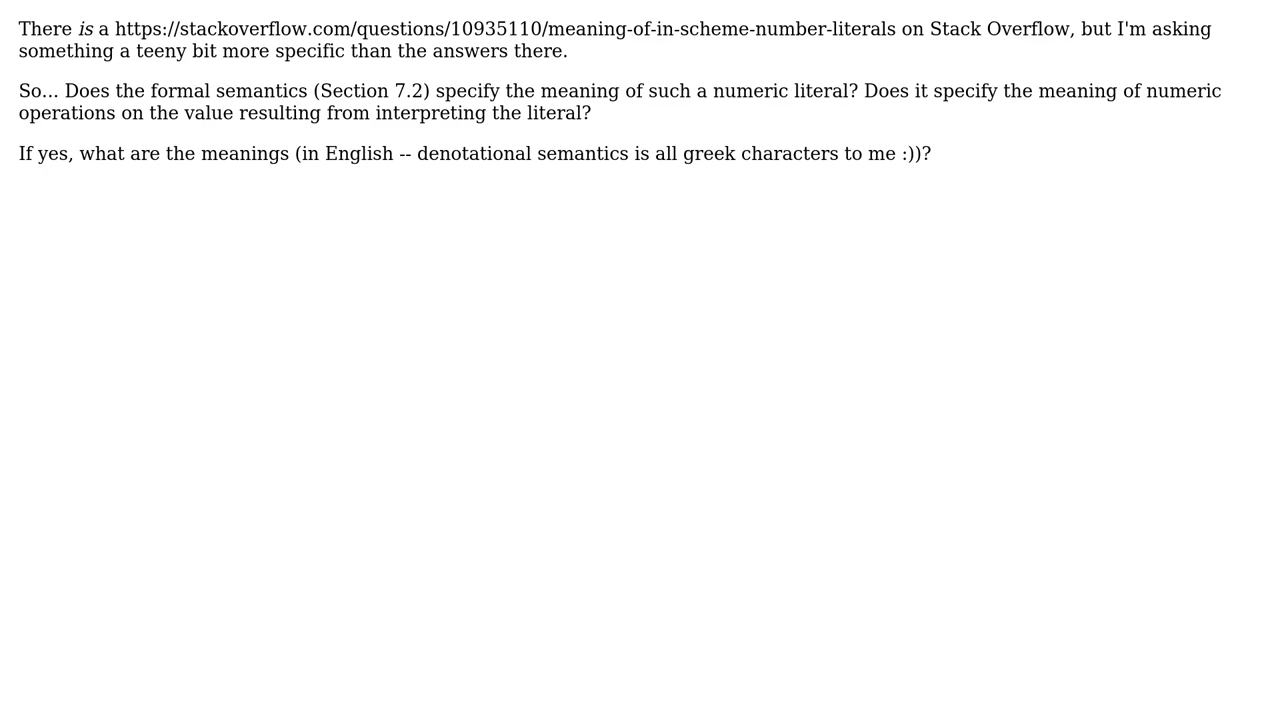 There is a https://stackoverflow.com/questions/10935110/meaning-of-in-scheme-number-literals on Stack Overflow, but I'm asking
something a teeny bit more specific than the answers there.
So... Does the formal semantics (Section 7.2) specify the meaning of such a numeric literal? Does it specify the meaning of numeric
operations on the value resulting from interpreting the literal?
If yes, what are the meanings (in English -- denotational semantics is all greek characters to me :))?